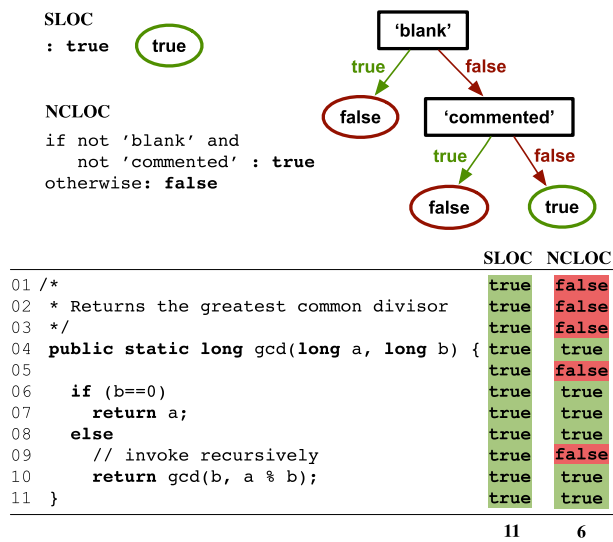 SLOC
: true true
NCLOC
if not 'blank' and
not 'commented' : true
otherwise: false
'blank'
true false
false 'commented'
true false
false true
SLOC NCLOC
01 /* true false
02 * Returns the greatest common divisor true false
03 */ true false
04 public static long gcd(long a, long b) { true true
05 true false
06 if (b==0) true true
07 return a; true true
08 else true true
09 // invoke recursively true false
10 return gcd(b, a % b); true true
11 } true true
11 6